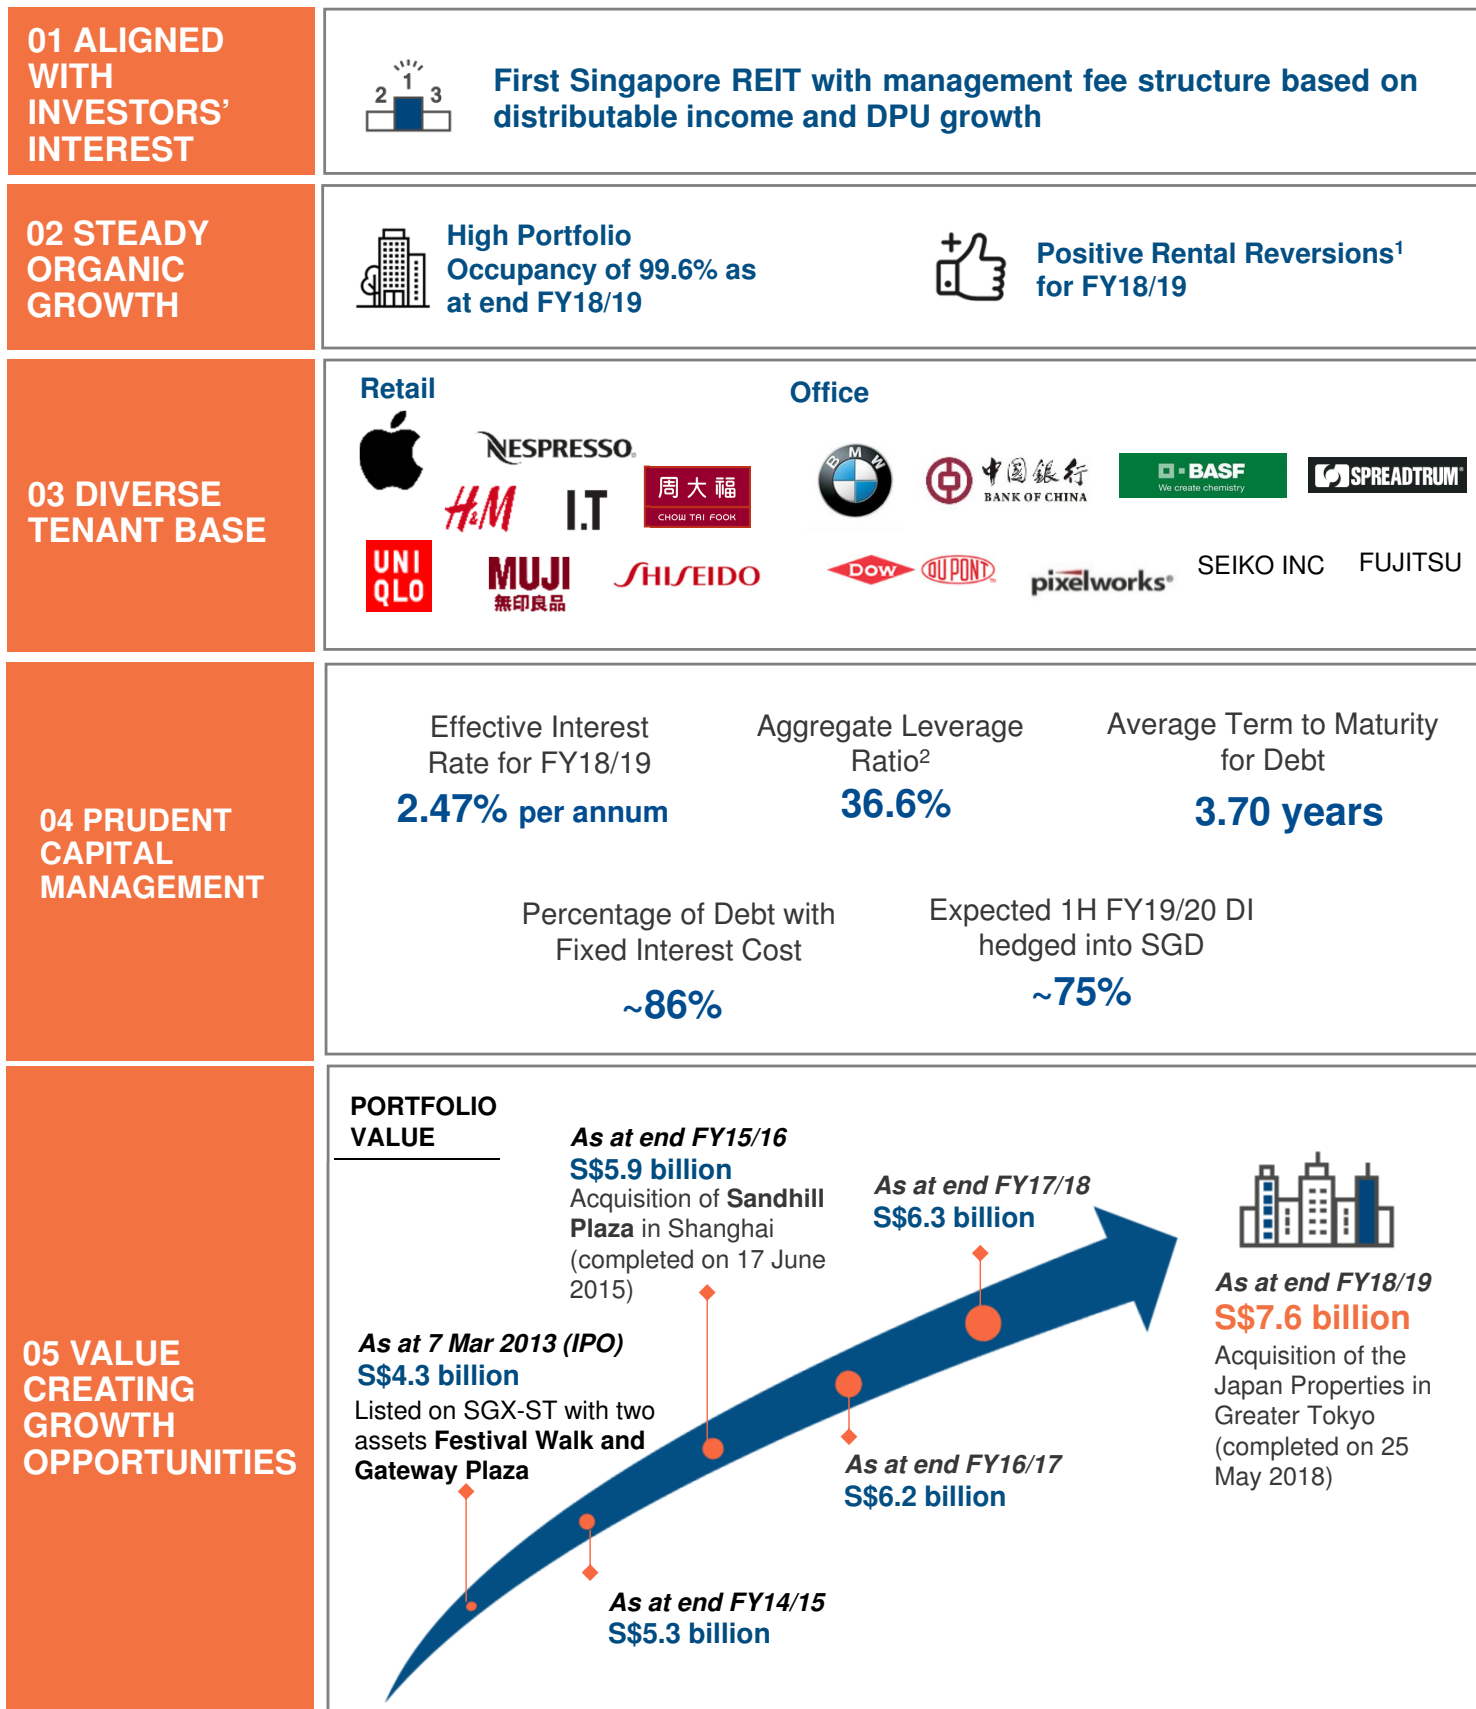 01 ALIGNED
WITH
INVESTORS'
INTEREST
2 1 3
First Singapore REIT with management fee structure based on
distributable income and DPU growth
02 STEADY
ORGANIC
GROWTH
High Portfolio
Occupancy of 99.6% as
at end FY18/19
Positive Rental Reversions¹
for FY18/19
03 DIVERSE
TENANT BASE
Retail
NESPRESSO
H&M
I.T
周大福
CHOW TAI FOOK
UNI
QLO
MUJI
無印良品
SHISEIDO
Office
BMW
中国银行
BANK OF CHINA
BASF
We create chemistry
SPREADTRUM®
DOW
DUPONT
pixelworks®
SEIKO INC
FUJITSU
04 PRUDENT
CAPITAL
MANAGEMENT
Effective Interest
Rate for FY18/19
2.47% per annum
Aggregate Leverage
Ratio²
36.6%
Average Term to Maturity
for Debt
3.70 years
Percentage of Debt with
Fixed Interest Cost
~86%
Expected 1H FY19/20 DI
hedged into SGD
~75%
05 VALUE
CREATING
GROWTH
OPPORTUNITIES
PORTFOLIO
VALUE
As at 7 Mar 2013 (IPO)
S$4.3 billion
Listed on SGX-ST with two
assets Festival Walk and
Gateway Plaza
As at end FY14/15
S$5.3 billion
As at end FY15/16
S$5.9 billion
Acquisition of Sandhill
Plaza in Shanghai
(completed on 17 June
2015)
As at end FY16/17
S$6.2 billion
As at end FY17/18
S$6.3 billion
As at end FY18/19
S$7.6 billion
Acquisition of the
Japan Properties in
Greater Tokyo
(completed on 25
May 2018)